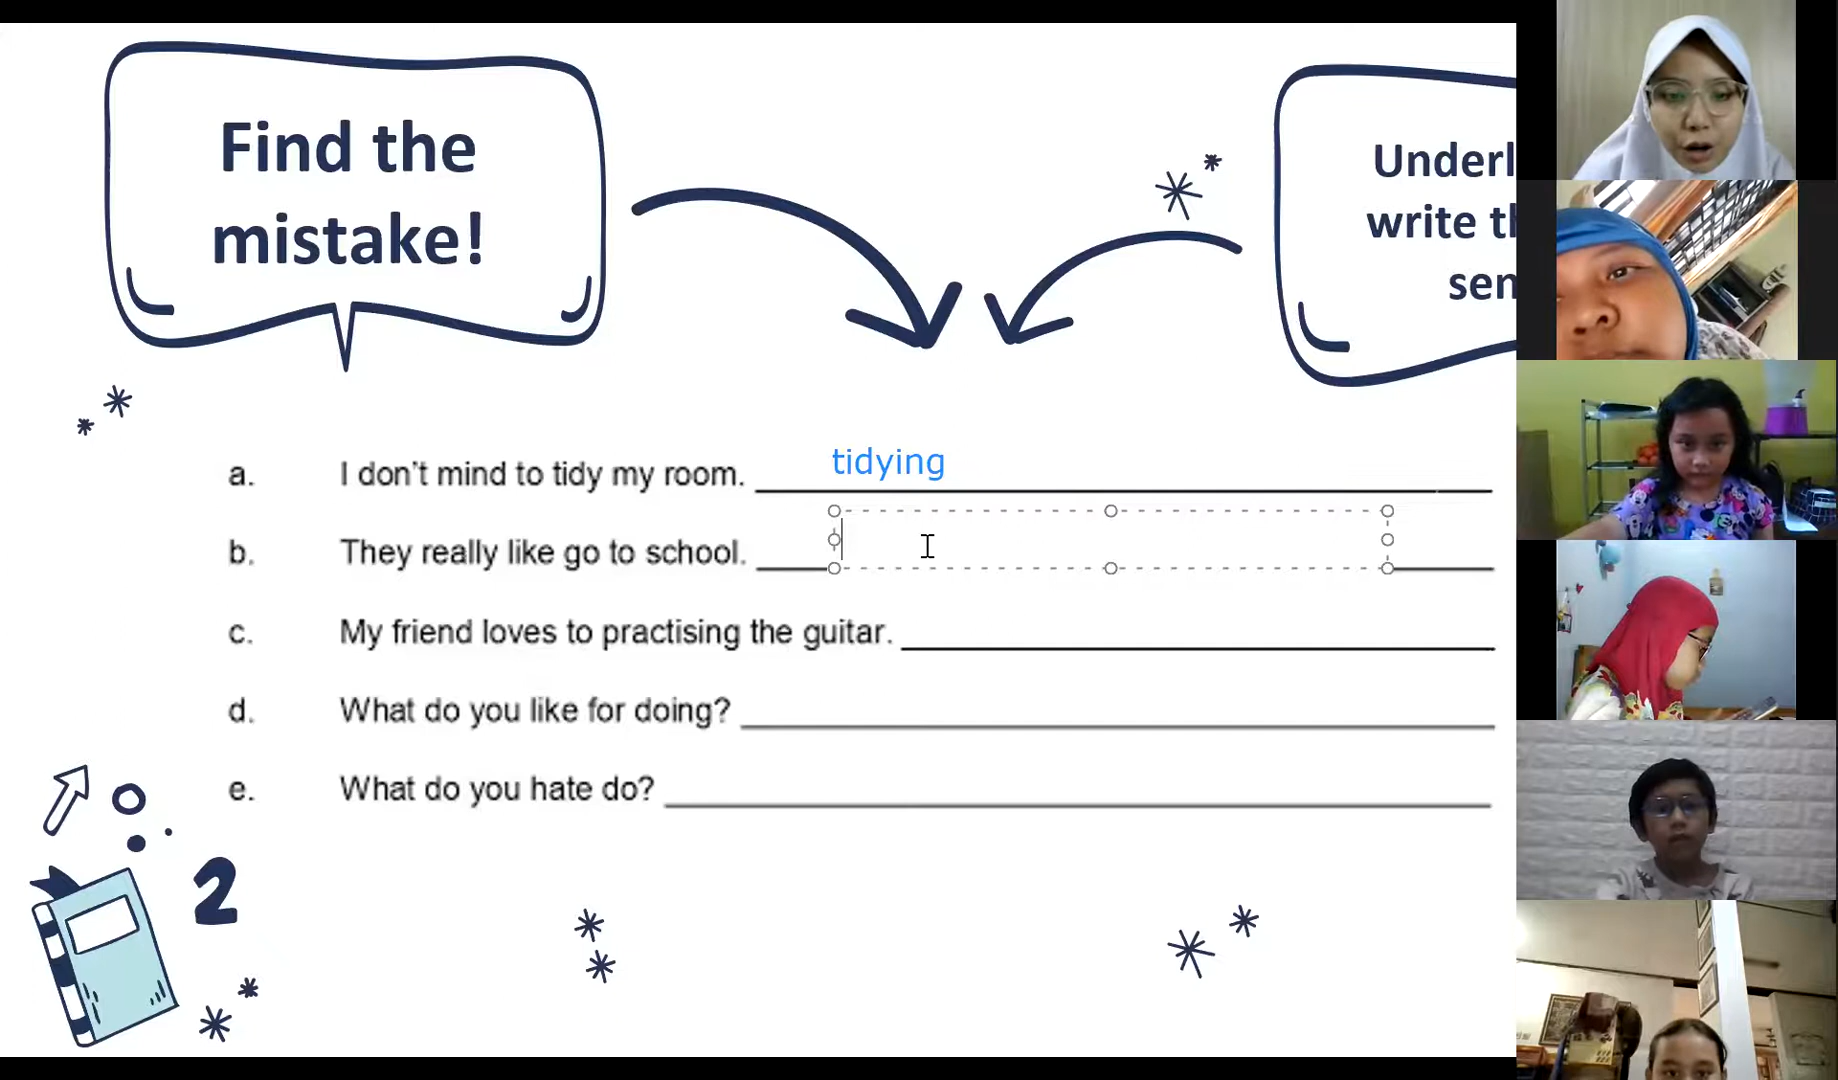 Find the
mistake!
Underl
write th
sen
a. I don't mind to tidy my room. tidying
b. They really like go to school.
c. My friend loves to practising the guitar.
d. What do you like for doing?
e. What do you hate do?
2